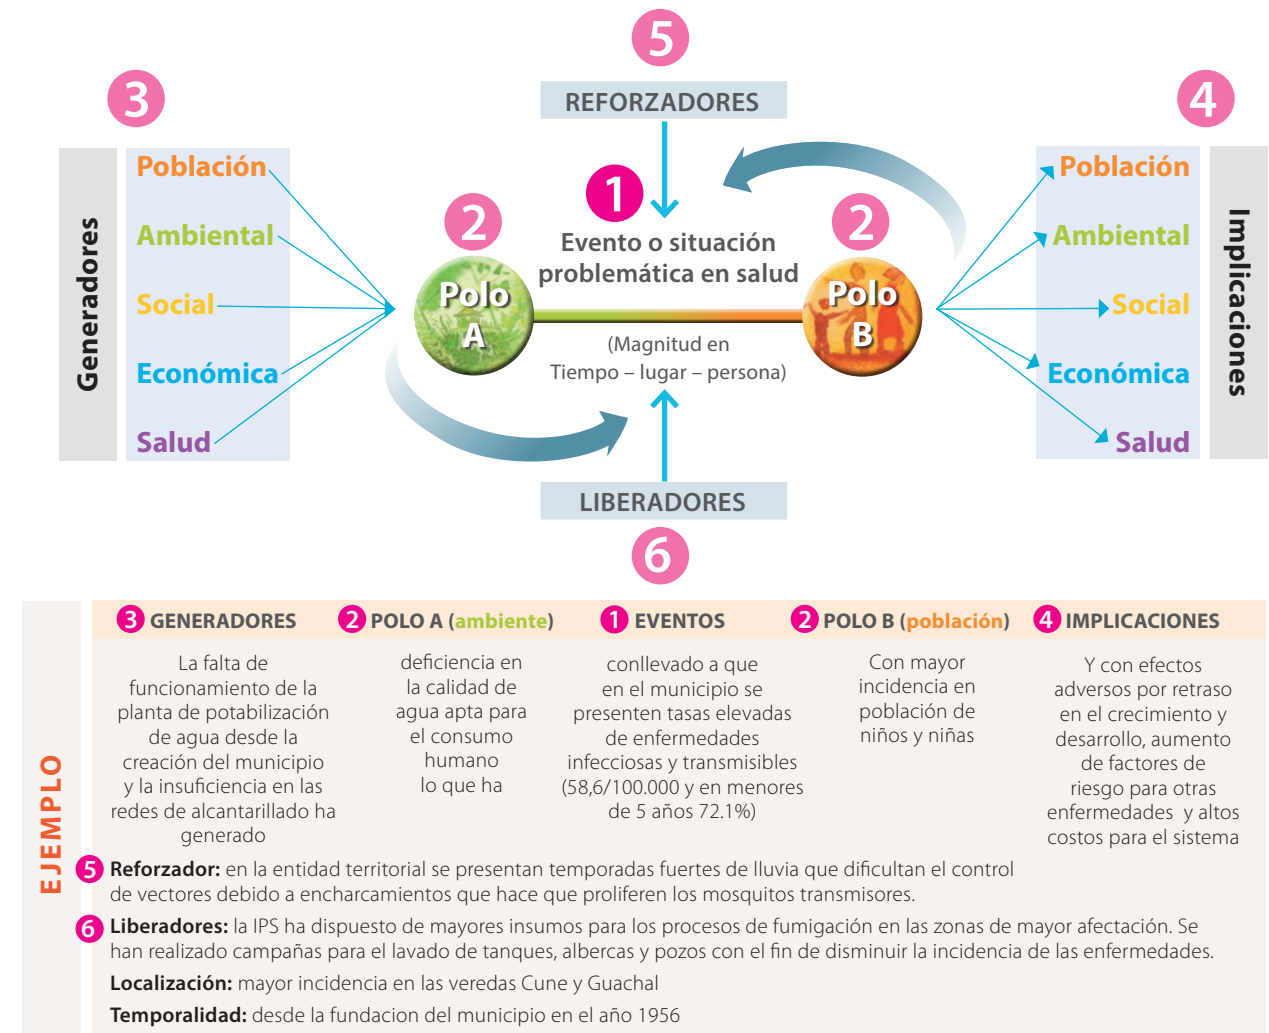 5
REFORZADORES
3
4
Generadores
Población
Ambiental
Social
Económica
Salud
2
Polo
A
1
Evento o situación
problemática en salud
(Magnitud en
Tiempo – lugar – persona)
2
Polo
B
Población
Ambiental
Social
Económica
Salud
Implicaciones
LIBERADORES
6
EJEMPLO
3 GENERADORES
La falta de
funcionamiento de la
planta de potabilización
de agua desde la
creación del municipio
y la insuficiencia en las
redes de alcantarillado ha
generado
2 POLO A (ambiente)
deficiencia en
la calidad de
agua apta para
el consumo
humano
lo que ha
1 EVENTOS
conllevado a que
en el municipio se
presenten tasas elevadas
de enfermedades
infecciosas y transmisibles
(58,6/100.000 y en menores
de 5 años 72.1%)
2 POLO B (población)
Con mayor
incidencia en
población de
niños y niñas
4 IMPLICACIONES
Y con efectos
adversos por retraso
en el crecimiento y
desarrollo, aumento
de factores de
riesgo para otras
enfermedades y altos
costos para el sistema
5 Reforzador: en la entidad territorial se presentan temporadas fuertes de lluvia que dificultan el control
de vectores debido a encharcamientos que hace que proliferen los mosquitos transmisores.
6 Liberadores: la IPS ha dispuesto de mayores insumos para los procesos de fumigación en las zonas de mayor afectación. Se
han realizado campañas para el lavado de tanques, albercas y pozos con el fin de disminuir la incidencia de las enfermedades.
Localización: mayor incidencia en las veredas Cune y Guachal
Temporalidad: desde la fundacion del municipio en el año 1956